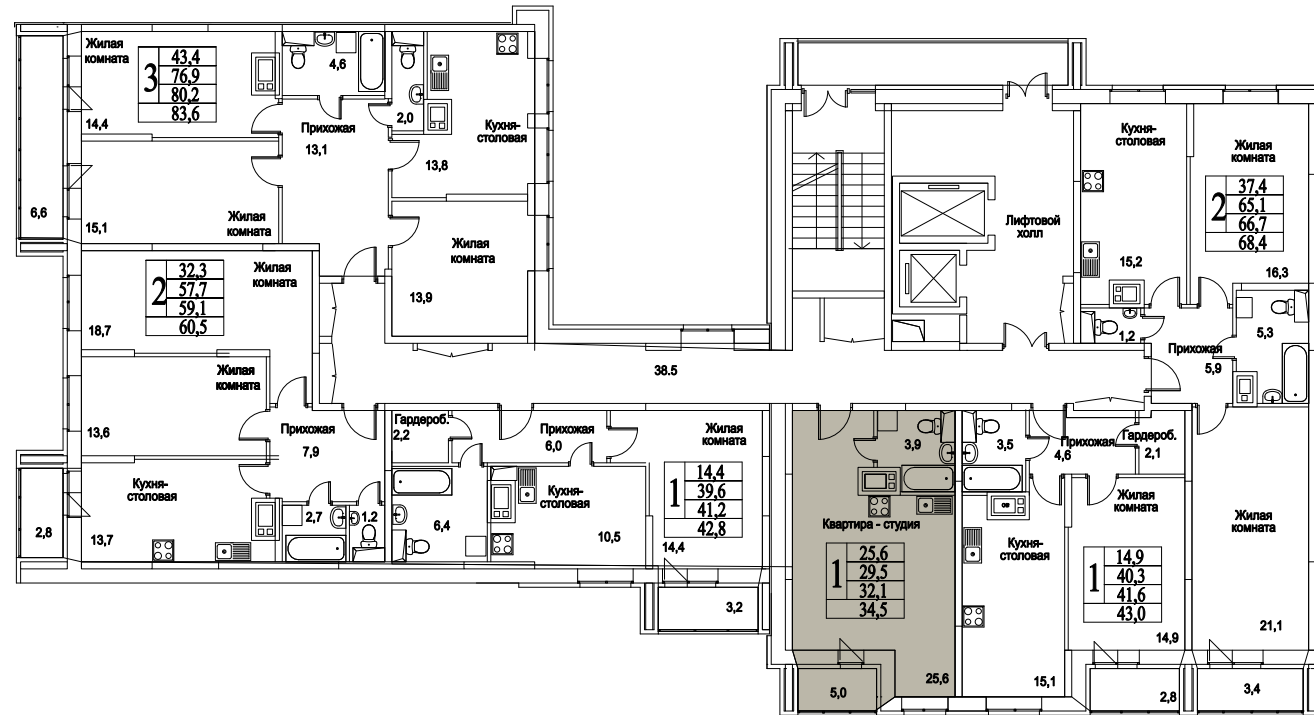 Жилая
комната
3
43,4
76,9
80,2
83,6
14,4
4,6
2,0
Прихожая
13,1
Кухня-
столовая
13,8
6,6
15,1
Жилая
комната
Жилая
комната
13,9
2
32,3
57,7
59,1
60,5
Жилая
комната
18,7
Жилая
комната
13,6
Прихожая
7,9
Кухня-
столовая
2,8
13,7
2,7
1,2
Гардероб.
2,2
Прихожая
6,0
Жилая
комната
1
14,4
39,6
41,2
42,8
Кухня-
столовая
6,4
10,5
14,4
3,2
38.5
Лифтовой
холл
Кухня-
столовая
15,2
Жилая
комната
2
37,4
65,1
66,7
68,4
16,3
1,2
Прихожая
5,9
5,3
3,9
Квартира - студия
1
25,6
29,5
32,1
34,5
5,0
25,6
3,5
Прихожая
4,6
Гардероб.
2,1
Кухня-
столовая
15,1
Жилая
комната
1
14,9
40,3
41,6
43,0
14,9
2,8
Жилая
комната
21,1
3,4